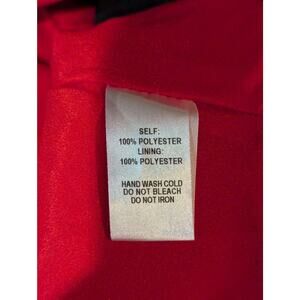 SELF:
100% POLYESTER
LINING:
100% POLYESTER
HAND WASH COLD
DO NOT BLEACH
DO NOT IRON